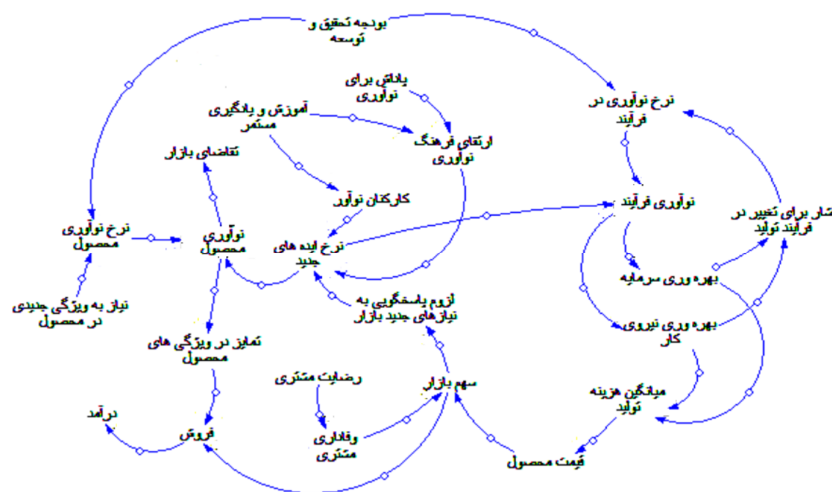 بودجه تحقیق و
توسعه
پاداش برای
نوآوری
نرخ نوآوری در
فرآیند
آموزش و یادگیری
مستمر
ارتقای فرهنگ
نوآوری
تقاضای بازار
کارکنان نوآور
نوآوری فرآیند
شار برای تغییر در
فرایند تولید
نرخ نوآوری
محصول
نوآوری
محصول
نرخ ایده های
جدید
بهره وری سرمایه
نیاز به ویژگی جدیدی
در محصول
لزوم پاسخگویی به
نیازهای جدید بازار
بهره وری نیروی
کار
تمایز در ویژگی های
محصول
رضایت مشتری
سهم بازار
میانگین هزینه
تولید
درآمد
فروش
وفاداری
مشتری
قیمت محصول